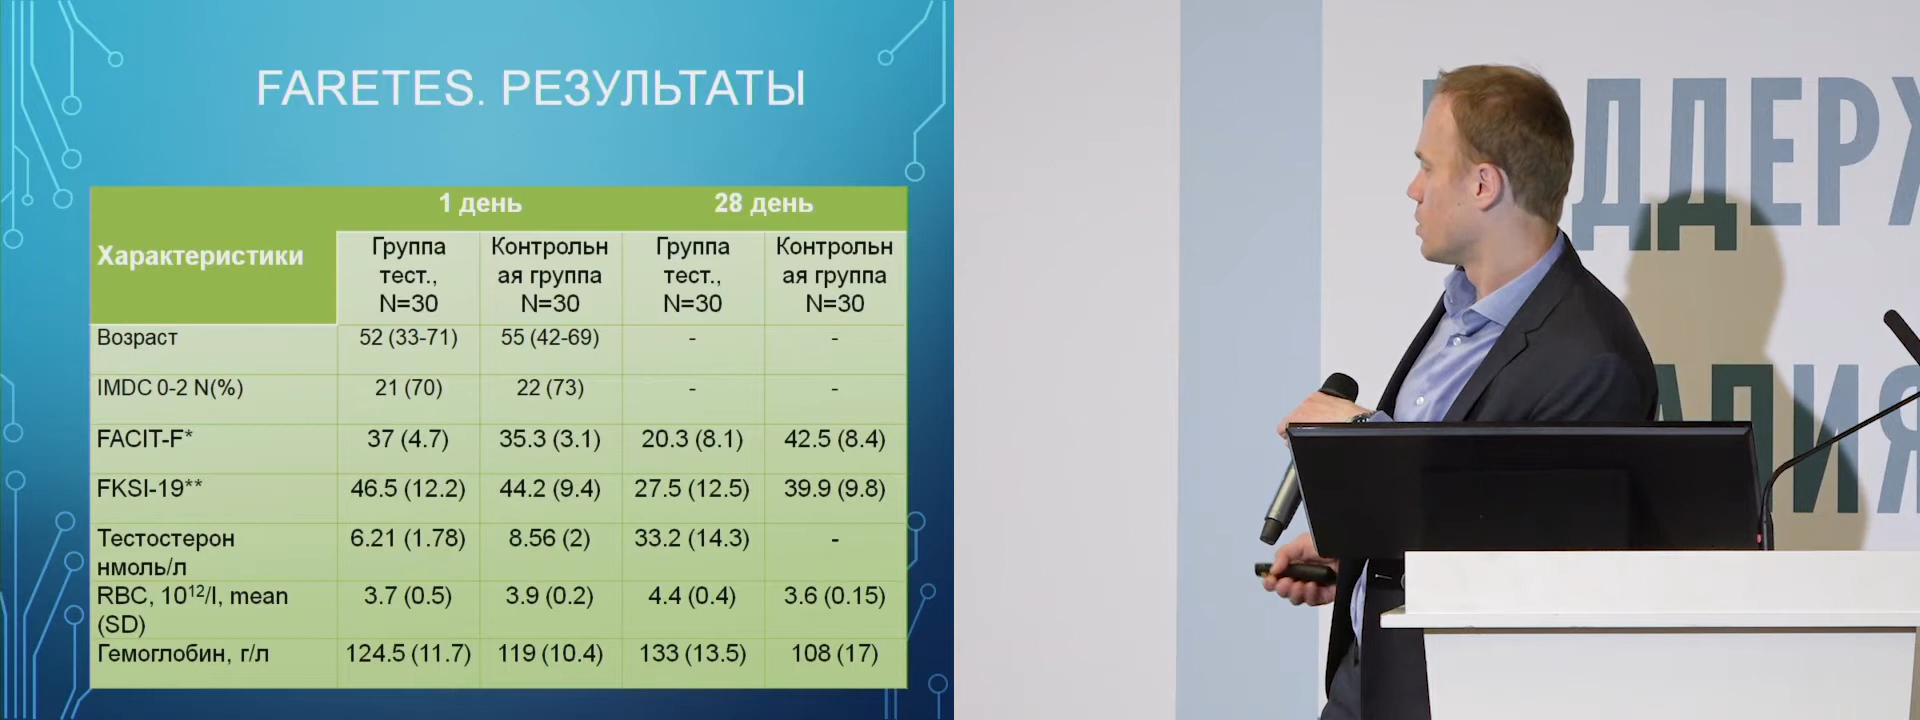 FARETES. РЕЗУЛЬТАТЫ
Характеристики
1 день
28 день
Группа
тест.,
N=30
Контрольн
ая группа
N=30
Группа
тест.,
N=30
Контрольн
ая группа
N=30
Возраст
52 (33-71)
55 (42-69)
-
-
IMDC 0-2 N(%)
21 (70)
22 (73)
-
-
FACIT-F*
37 (4.7)
35.3 (3.1)
20.3 (8.1)
42.5 (8.4)
FKSI-19**
46.5 (12.2)
44.2 (9.4)
27.5 (12.5)
39.9 (9.8)
Тестостерон
нмоль/л
6.21 (1.78)
8.56 (2)
33.2 (14.3)
-
RBC, 10¹²/l, mean
(SD)
3.7 (0.5)
3.9 (0.2)
4.4 (0.4)
3.6 (0.15)
Гемоглобин, г/л
124.5 (11.7)
119 (10.4)
133 (13.5)
108 (17)